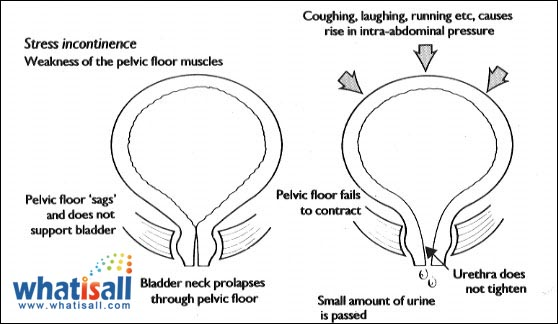 Stress incontinence
Weakness of the pelvic floor muscles
Coughing, laughing, running etc, causes
rise in intra-abdominal pressure
Pelvic floor 'sags'
and does not
support bladder
Bladder neck prolapses
through pelvic floor
Pelvic floor fails
to contract
Urethra does
not tighten
Small amount of urine
is passed
whatisall
www.whatisall.com